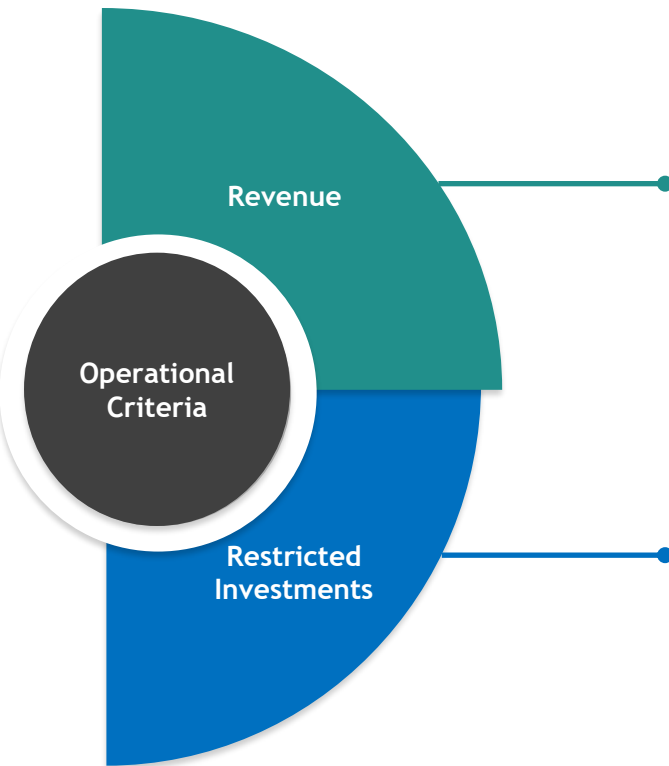 Revenue
Operational
Criteria
Restricted
Investments